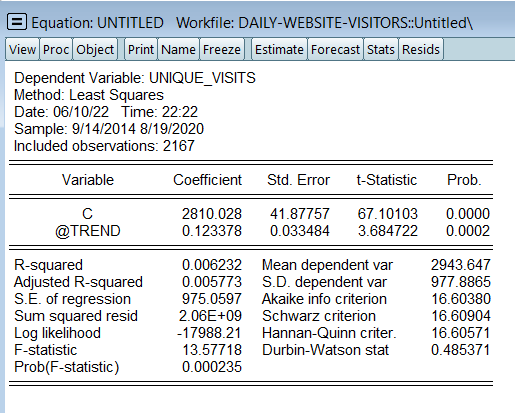 Equation: UNTITLED Workfile: DAILY-WEBSITE-VISITORS::Untitled\
View Proc Object Print Name Freeze Estimate Forecast Stats Resids
Dependent Variable: UNIQUE_VISITS
Method: Least Squares
Date: 06/10/22 Time: 22:22
Sample: 9/14/2014 8/19/2020
Included observations: 2167
Variable Coefficient Std. Error t-Statistic Prob.
C 2810.028 41.87757 67.10103 0.0000
@TREND 0.123378 0.033484 3.684722 0.0002
R-squared 0.006232 Mean dependent var 2943.647
Adjusted R-squared 0.005773 S.D. dependent var 977.8865
S.E. of regression 975.0597 Akaike info criterion 16.60380
Sum squared resid 2.06E+09 Schwarz criterion 16.60904
Log likelihood -17988.21 Hannan-Quinn criter. 16.60571
F-statistic 13.57718 Durbin-Watson stat 0.485371
Prob(F-statistic) 0.000235